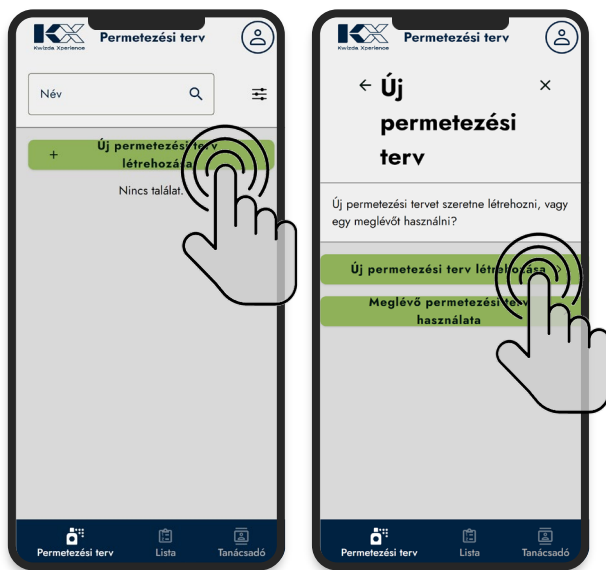 KX
Kwizda Xperience
Permetezési terv
Név
+ Új permetezési terv
létrehozása
Nincs találat.
Permetezési terv
Lista
Tanácsadó
KX
Kwizda Xperience
Permetezési terv
Új
permetezési
terv
Új permetezési tervet szeretne létrehozni, vagy
egy meglévőt használni?
Új permetezési terv létrehozása
Meglévő permetezési terv
használata
Permetezési terv
Lista
Tanácsadó